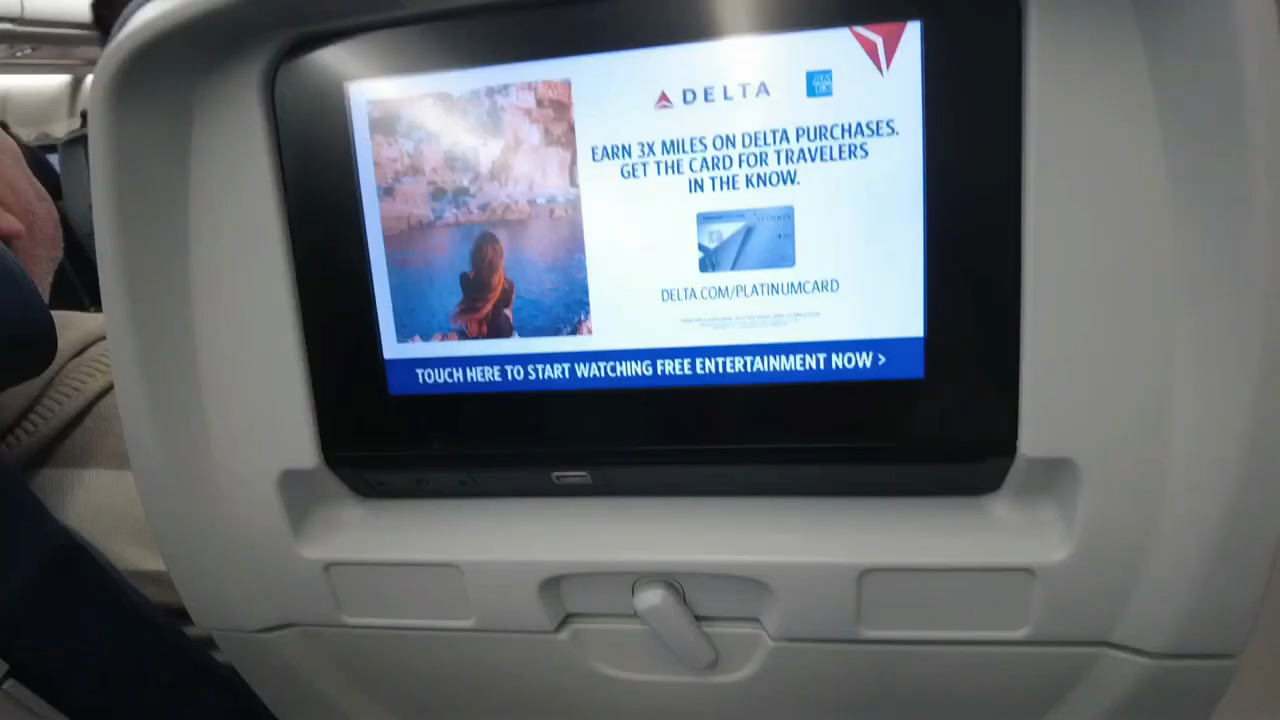 DELTA
EARN 3X MILES ON DELTA PURCHASES.
GET THE CARD FOR TRAVELERS
IN THE KNOW.
DELTA.COM/PLATINUMCARD
TOUCH HERE TO START WATCHING FREE ENTERTAINMENT NOW >